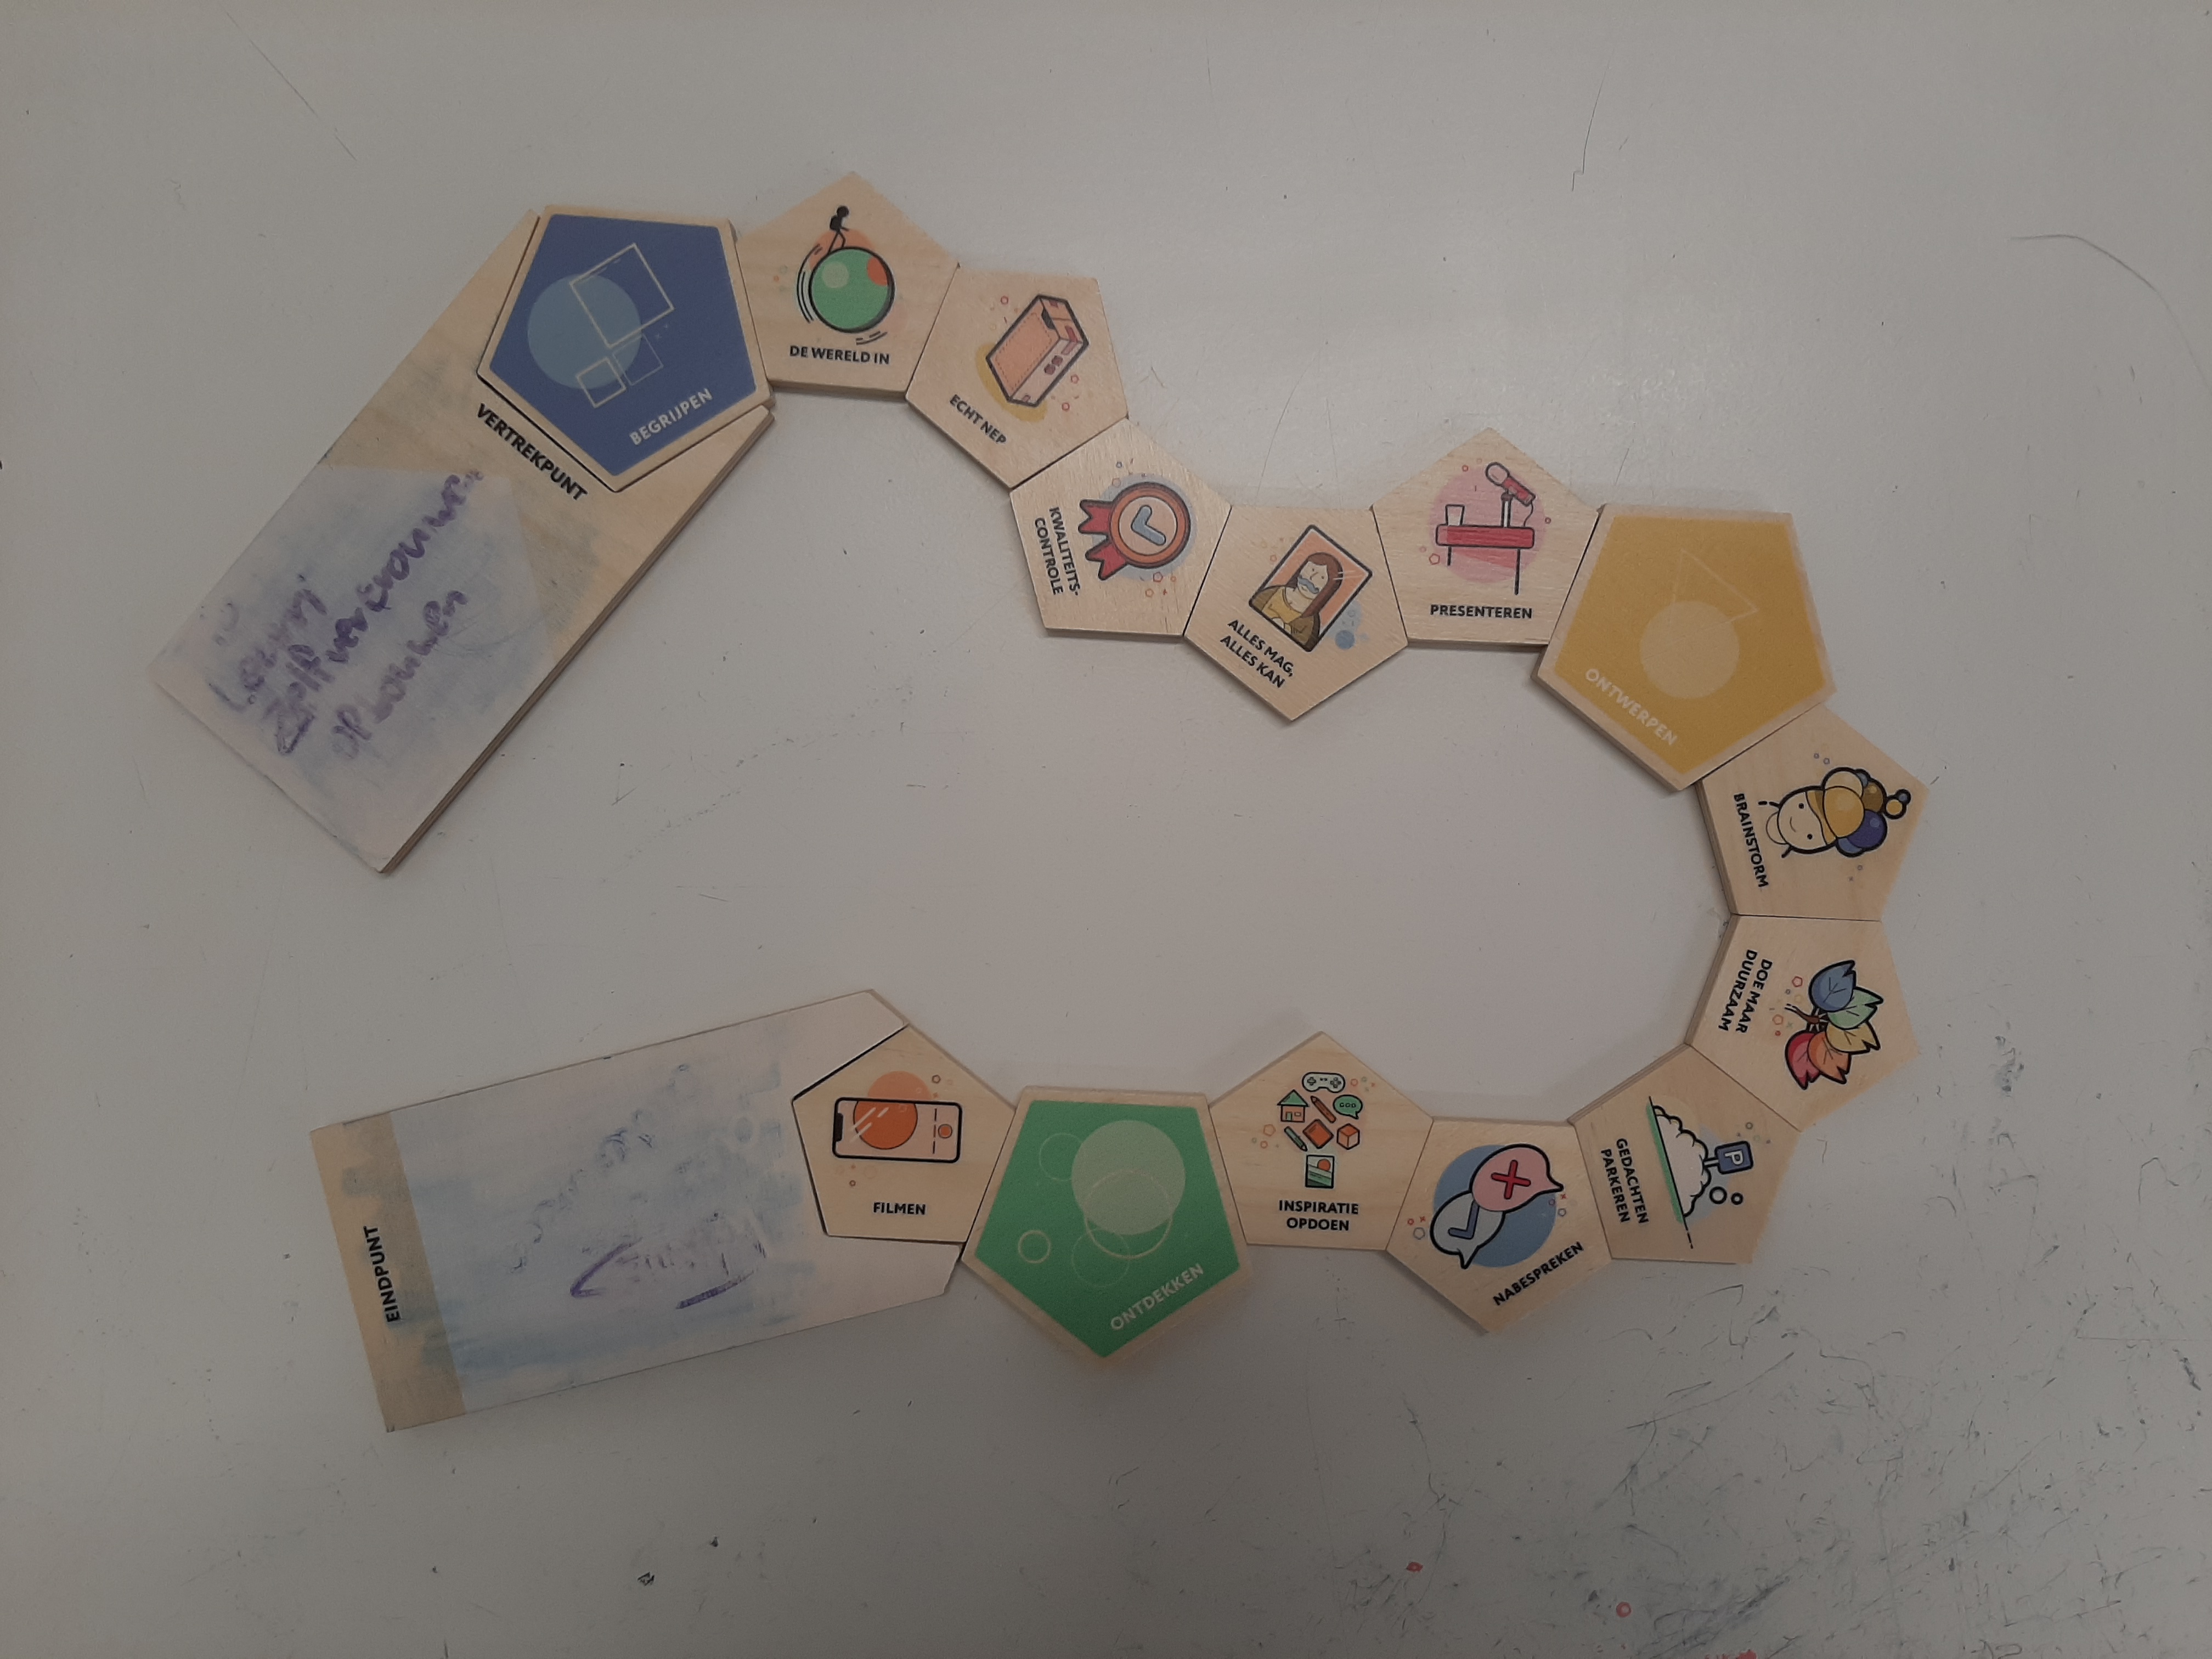 VERTREKPUNT
BEGRIJPEN
DE WERELD IN
ECHT NEP
KWALITEITS-
CONTROLE
ALLES MAG,
ALLES KAN
PRESENTEREN
ONTWERPEN
BRAINSTORM
DOE MAAR
DUURZAAM
P
GEDACHTEN
PARKEREN
NABESPREKEN
INSPIRATIE
OPDOEN
ONTDEKKEN
FILMEN
EINDPUNT